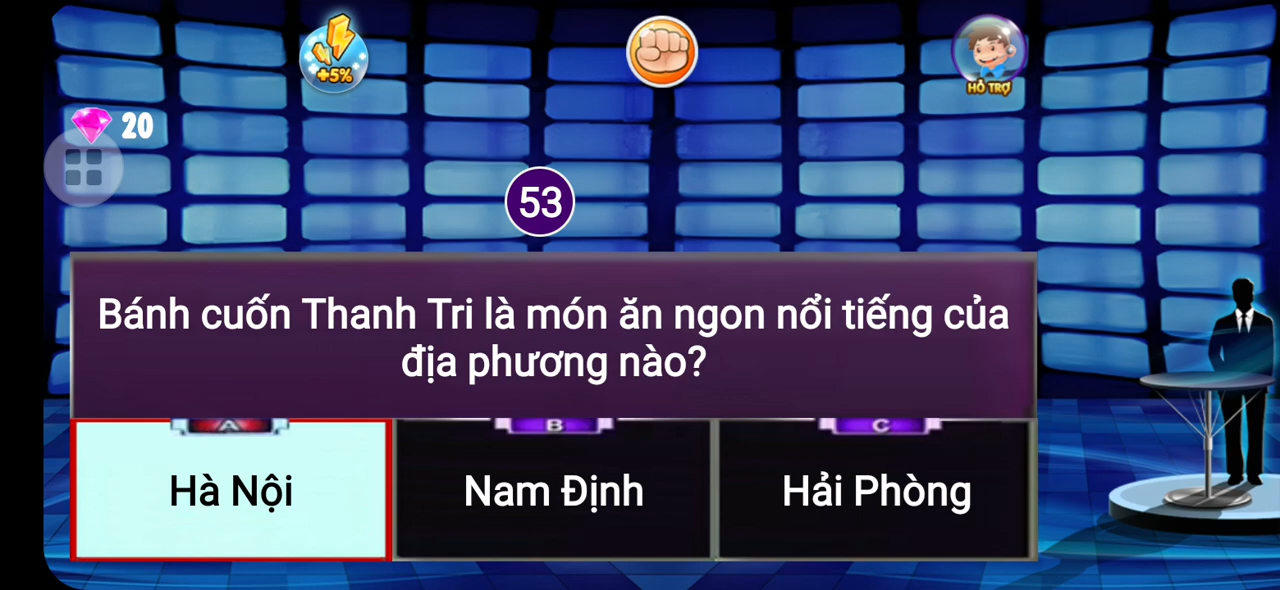 +5%
HỖ TRỢ
20
53
Bánh cuốn Thanh Tri là món ăn ngon nổi tiếng của
địa phương nào?
A
B
C
Hà Nội
Nam Định
Hải Phòng